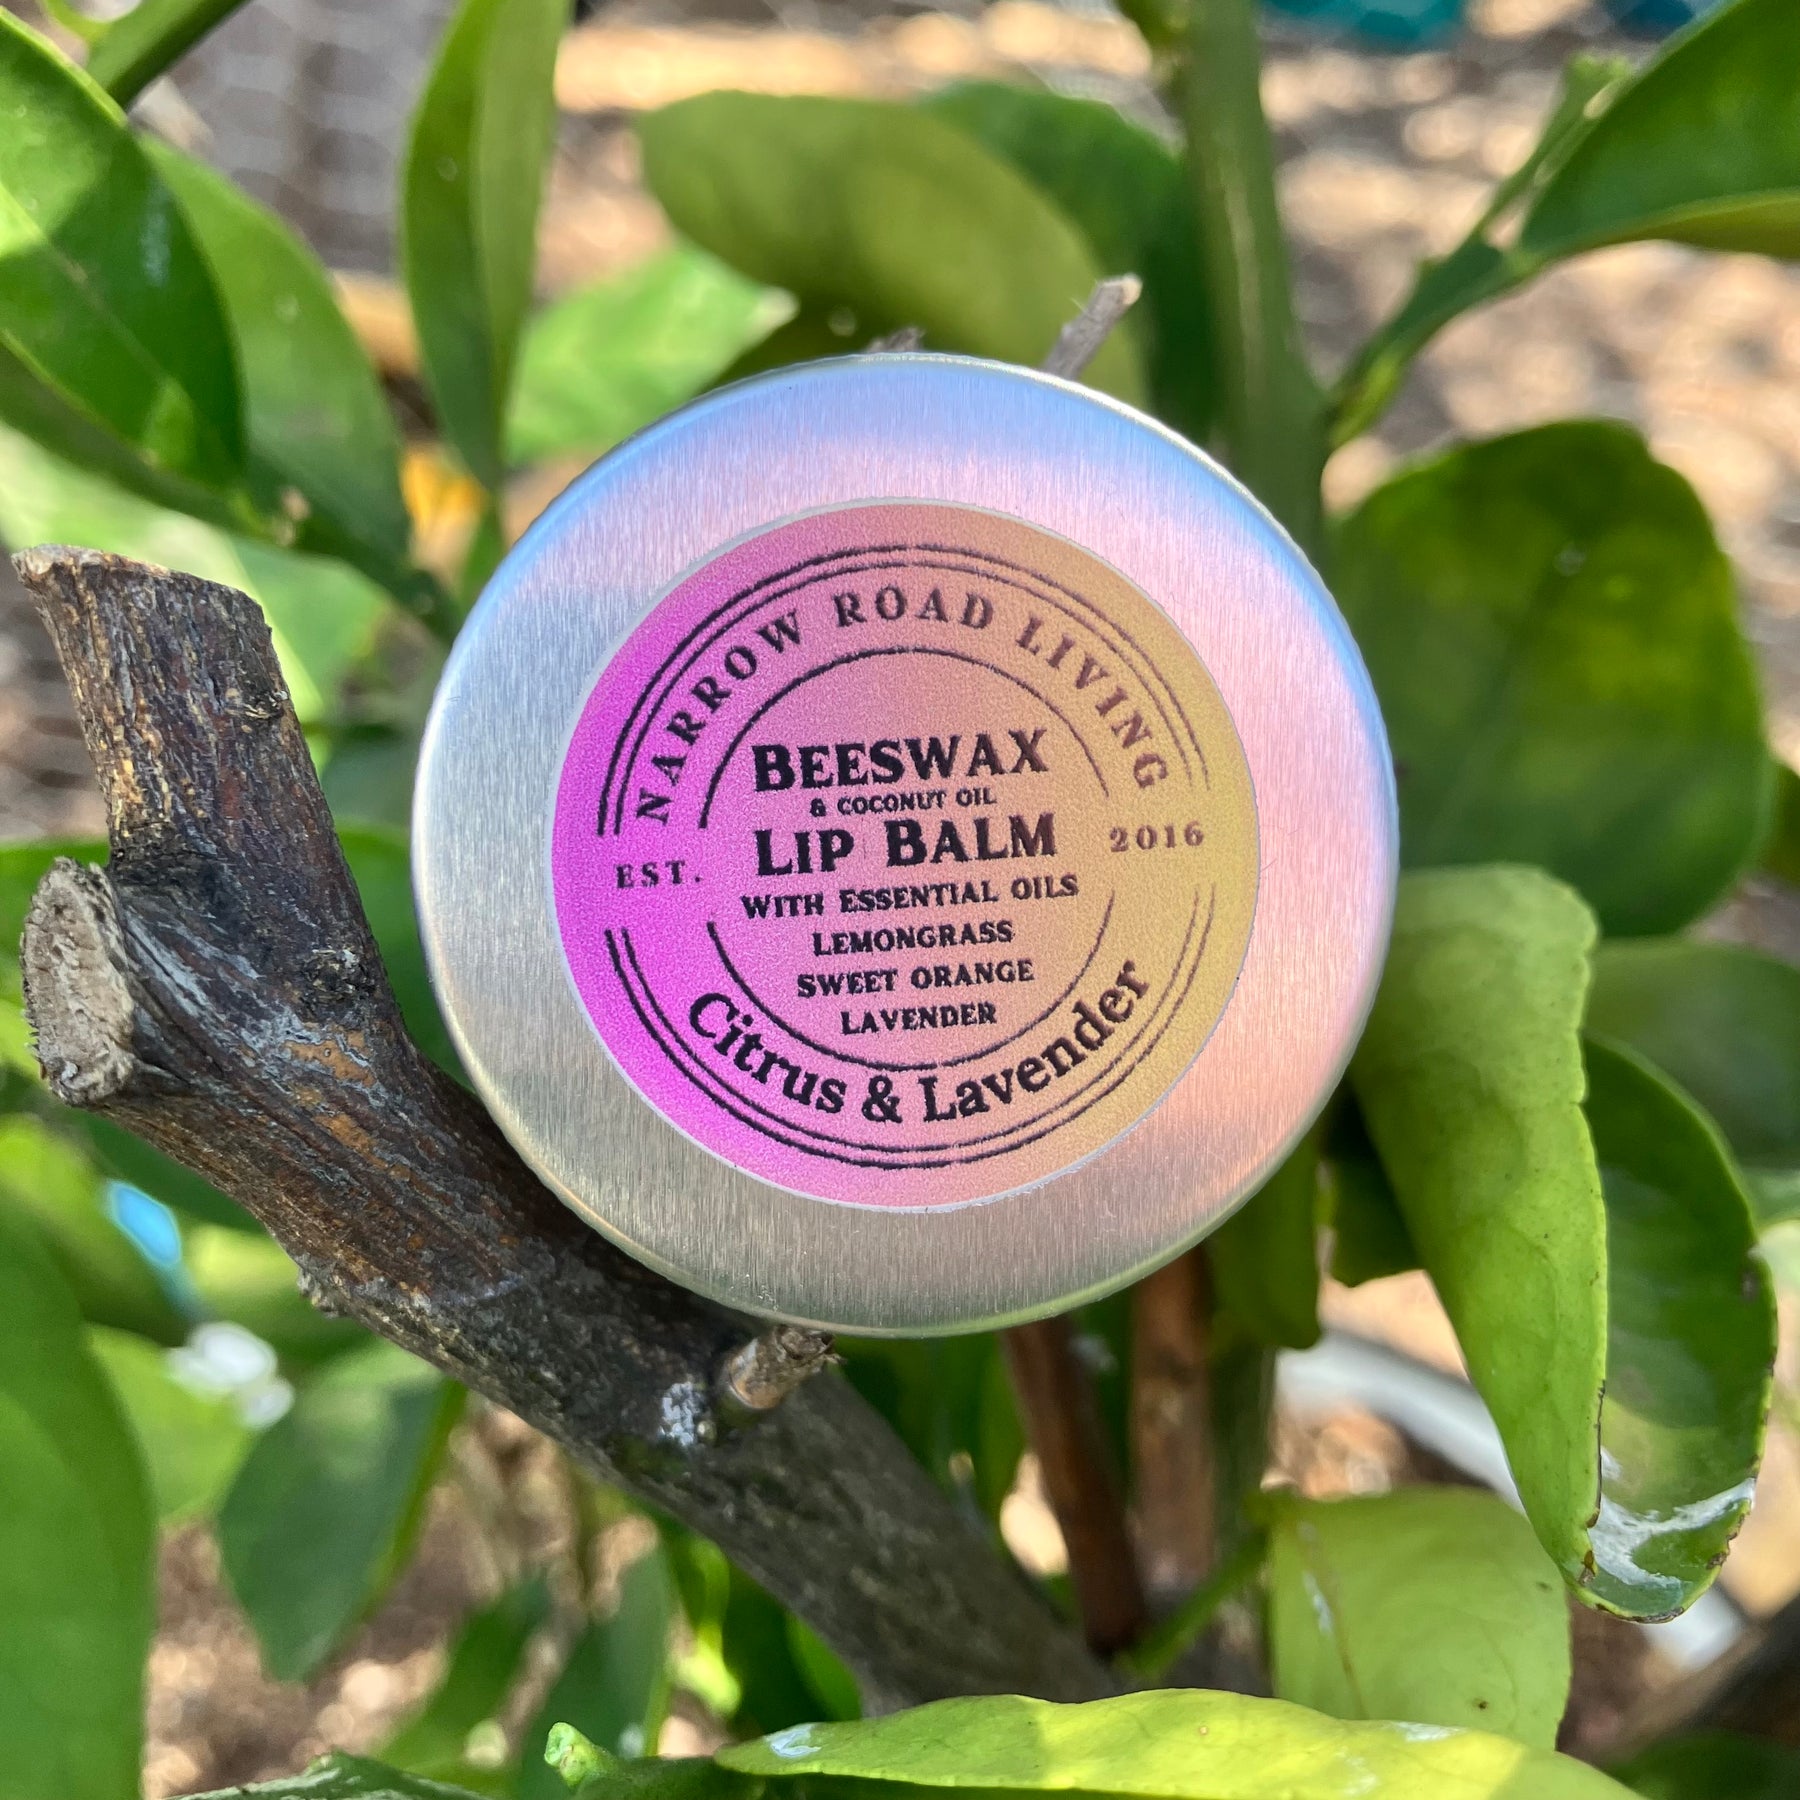 NARROW ROAD LIVING
BEESWAX
& COCONUT OIL
LIP BALM
EST. 2016
WITH ESSENTIAL OILS
LEMONGRASS
SWEET ORANGE
LAVENDER
Citrus & Lavender